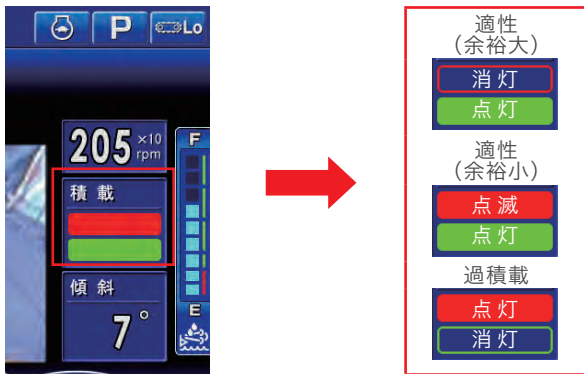 P
Lo
205 ×10 rpm
F
積載
傾斜
7°
E
適性
（余裕大）
消灯
点灯
適性
（余裕小）
点滅
点灯
過積載
点灯
消灯